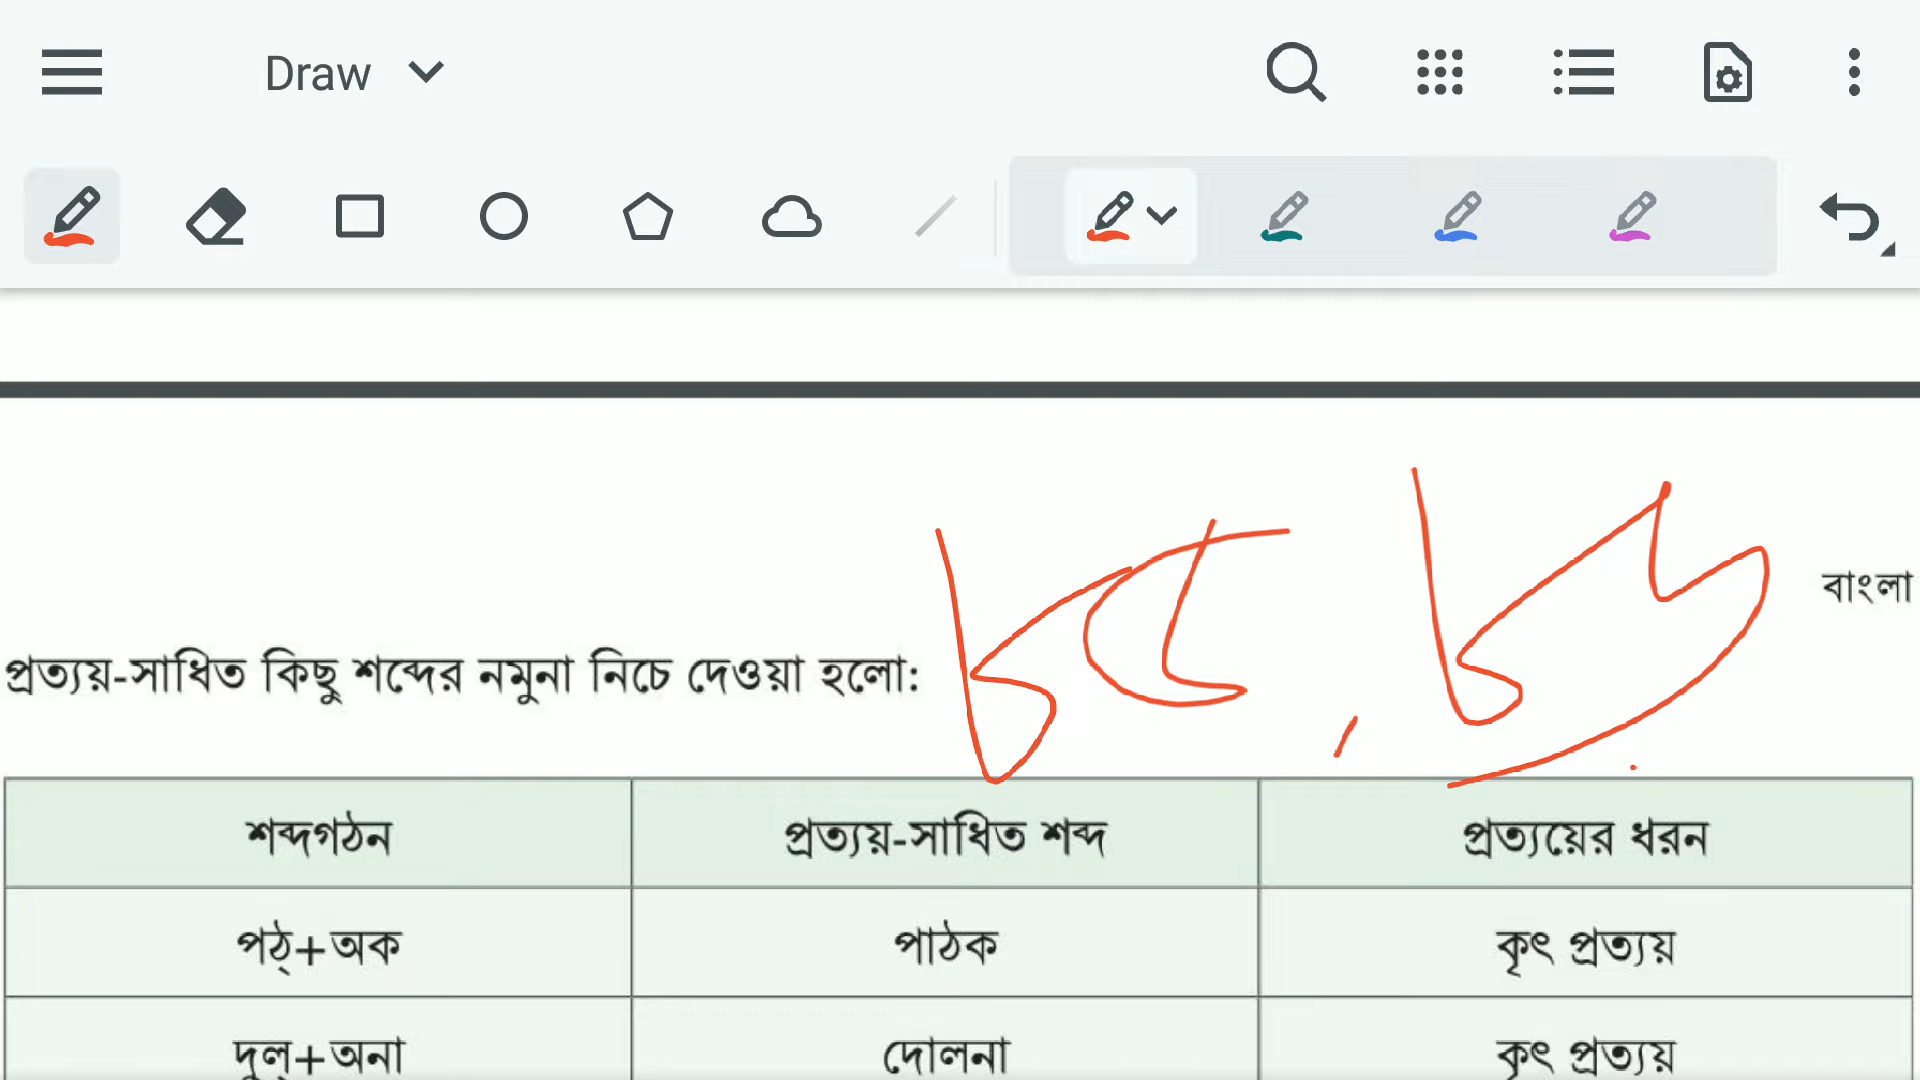 Draw
বাংলা
প্রত্যয়-সাধিত কিছু শব্দের নমুনা নিচে দেওয়া হলো:
শব্দগঠন প্রত্যয়-সাধিত শব্দ প্রত্যয়ের ধরন
পঠ্+অক পাঠক কৃৎ প্রত্যয়
দুল্+অনা দোলনা কৃৎ প্রত্যয়